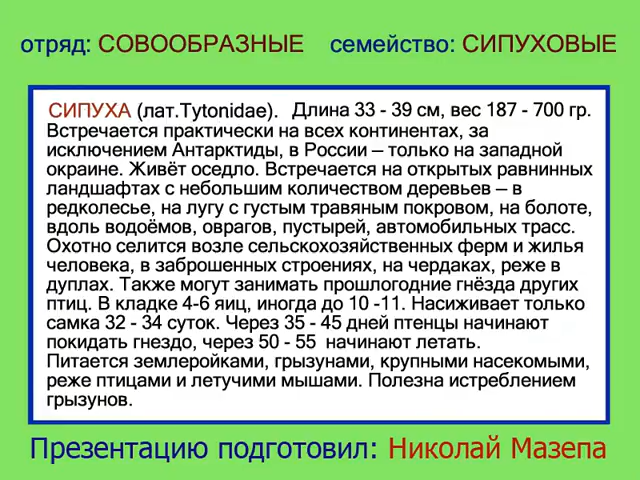 отряд: СОВООБРАЗНЫЕ семейство: СИПУХОВЫЕ
СИПУХА (лат.Tytonidae). Длина 33 - 39 см, вес 187 - 700 гр.
Встречается практически на всех континентах, за
исключением Антарктиды, в России – только на западной
окраине. Живёт оседло. Встречается на открытых равнинных
ландшафтах с небольшим количеством деревьев – в
редколесье, на лугу с густым травяным покровом, на болоте,
вдоль водоёмов, оврагов, пустырей, автомобильных трасс.
Охотно селится возле сельскохозяйственных ферм и жилья
человека, в заброшенных строениях, на чердаках, реже в
дуплах. Также могут занимать прошлогодние гнёзда других
птиц. В кладке 4-6 яиц, иногда до 10 -11. Насиживает только
самка 32 - 34 суток. Через 35 - 45 дней птенцы начинают
покидать гнездо, через 50 - 55 начинают летать.
Питается землеройками, грызунами, крупными насекомыми,
реже птицами и летучими мышами. Полезна истреблением
грызунов.
Презентацию подготовил: Николай Мазепа